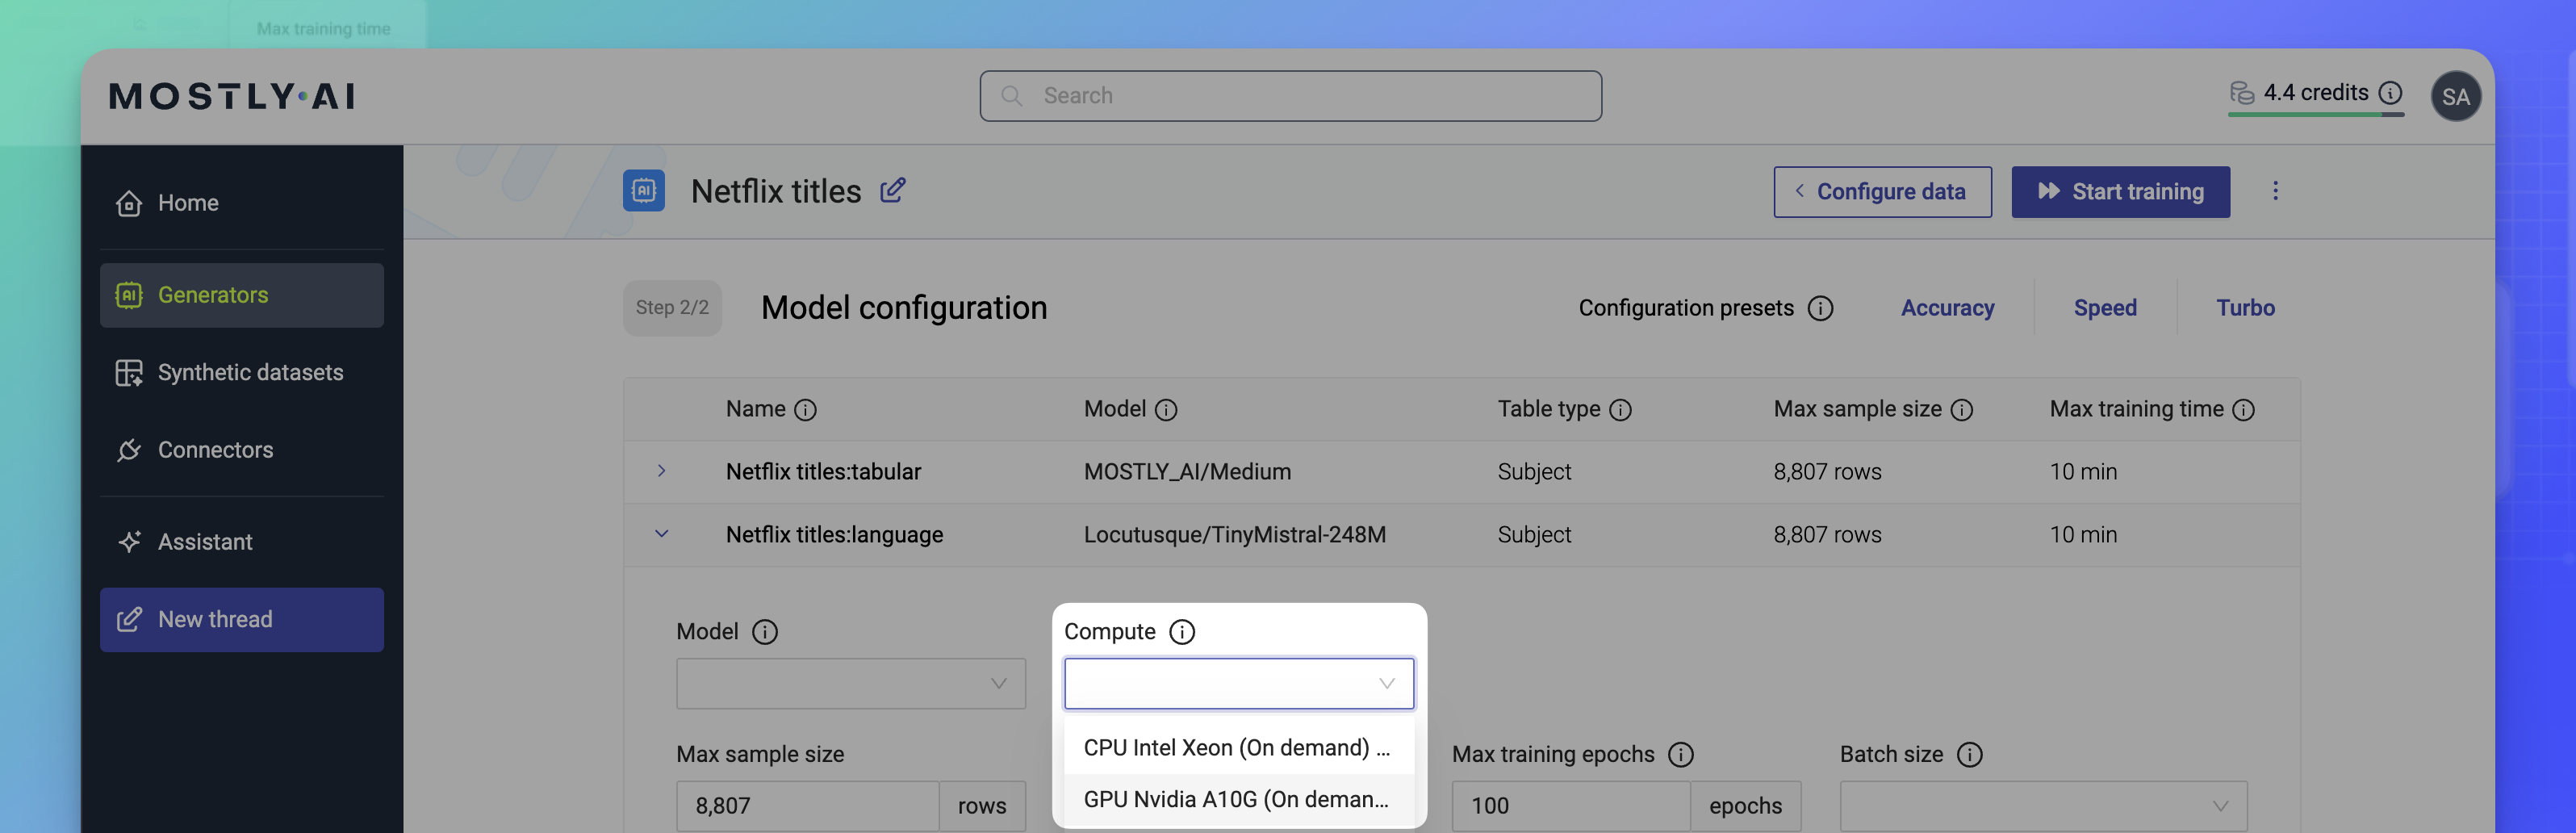 Max training time
MOSTLY AI
Search
4.4 credits
SA
Home
Generators
Synthetic datasets
Connectors
Assistant
New thread
Netflix titles
Configure data
Start training
Step 2/2
Model configuration
Configuration presets
Accuracy
Speed
Turbo
Name
Model
Table type
Max sample size
Max training time
Netflix titles:tabular
MOSTLY_AI/Medium
Subject
8,807 rows
10 min
Netflix titles:language
Locutusque/TinyMistral-248M
Subject
8,807 rows
10 min
Model
Compute
CPU Intel Xeon (On demand) ...
GPU Nvidia A10G (On deman...
Max sample size
8,807 rows
Max training epochs
100 epochs
Batch size